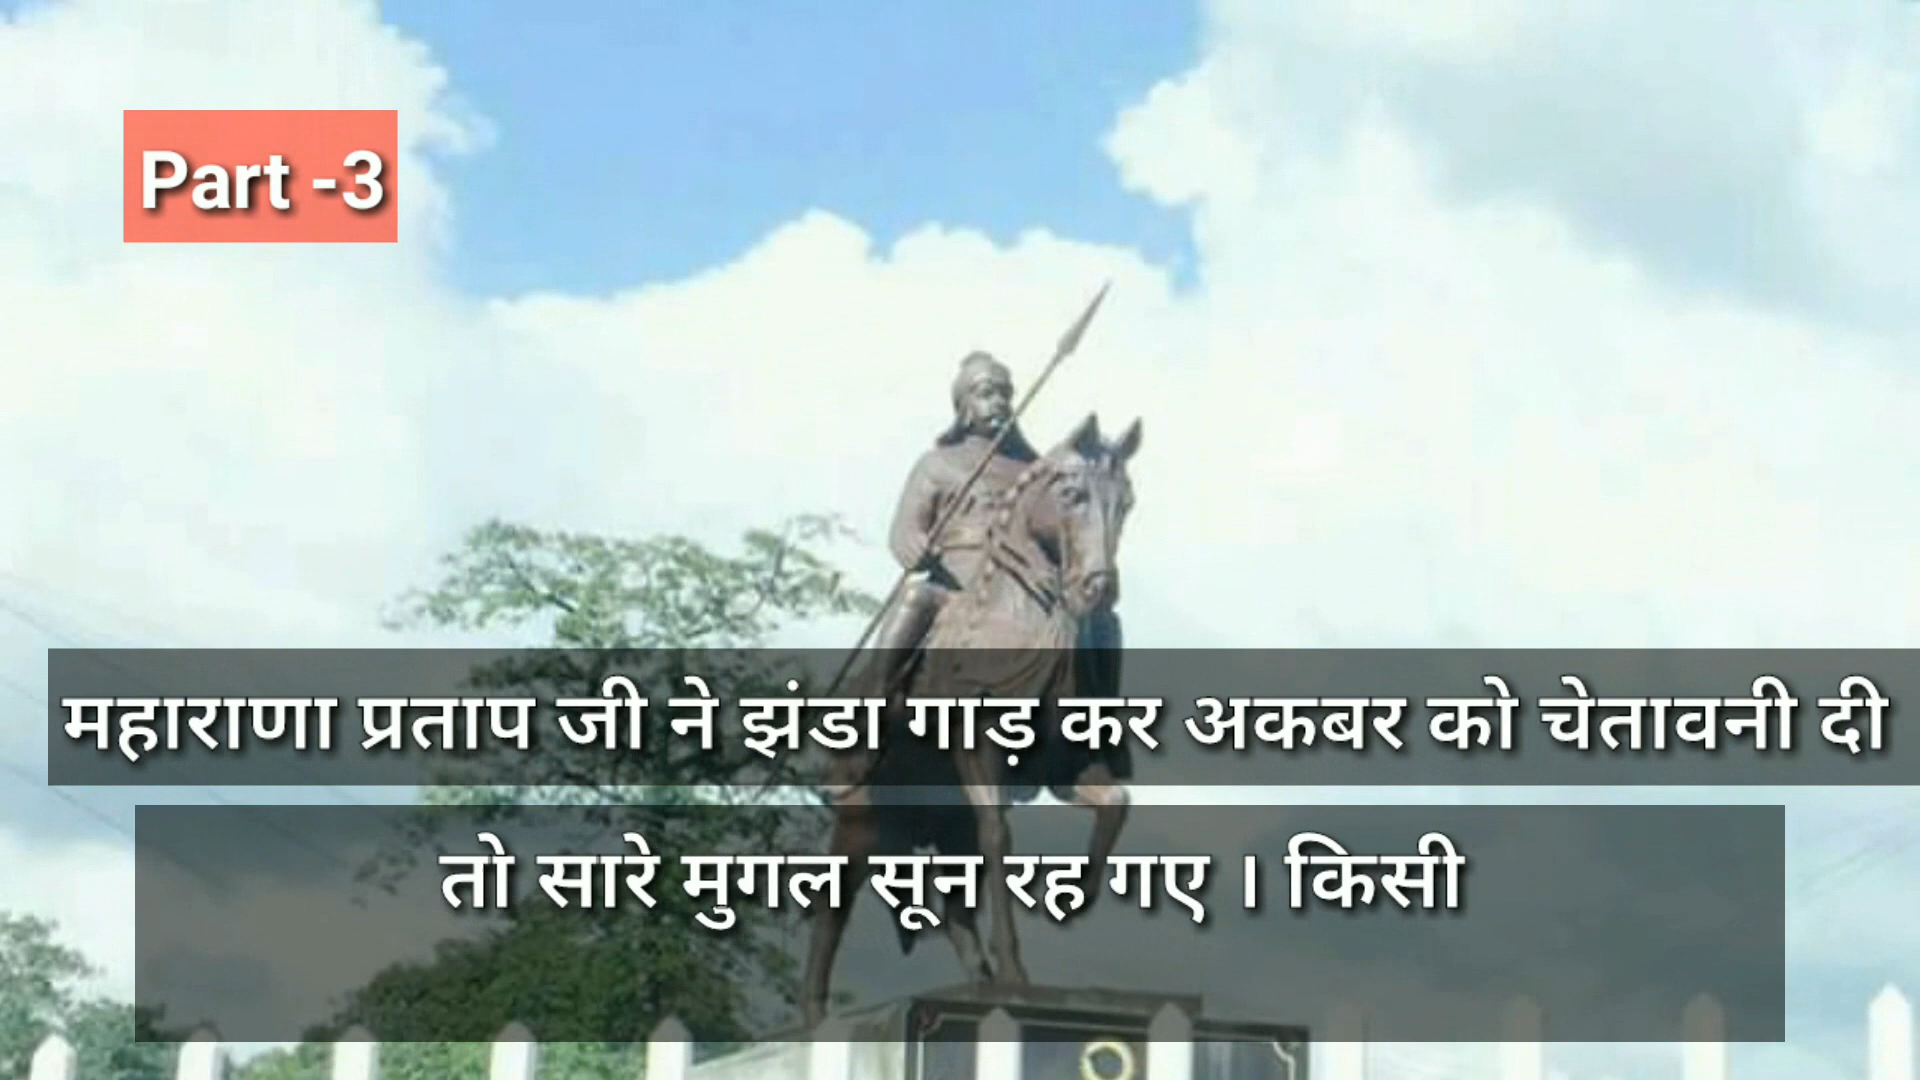 Part -3
महाराणा प्रताप जी ने झंडा गाड़ कर अकबर को चेतावनी दी
तो सारे मुगल सून रह गए । किसी